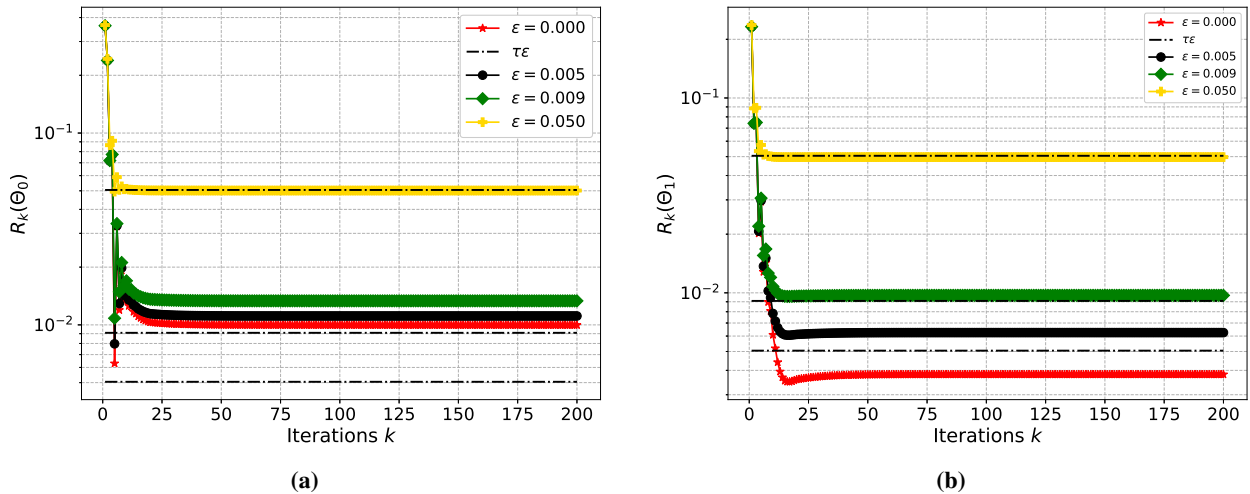 10⁻¹
10⁻²
R_k(Θ₀)
0 25 50 75 100 125 150 175 200
Iterations k
ε = 0.000
τε
ε = 0.005
ε = 0.009
ε = 0.050
(a)
10⁻¹
10⁻²
R_k(Θ₁)
0 25 50 75 100 125 150 175 200
Iterations k
ε = 0.000
τε
ε = 0.005
ε = 0.009
ε = 0.050
(b)